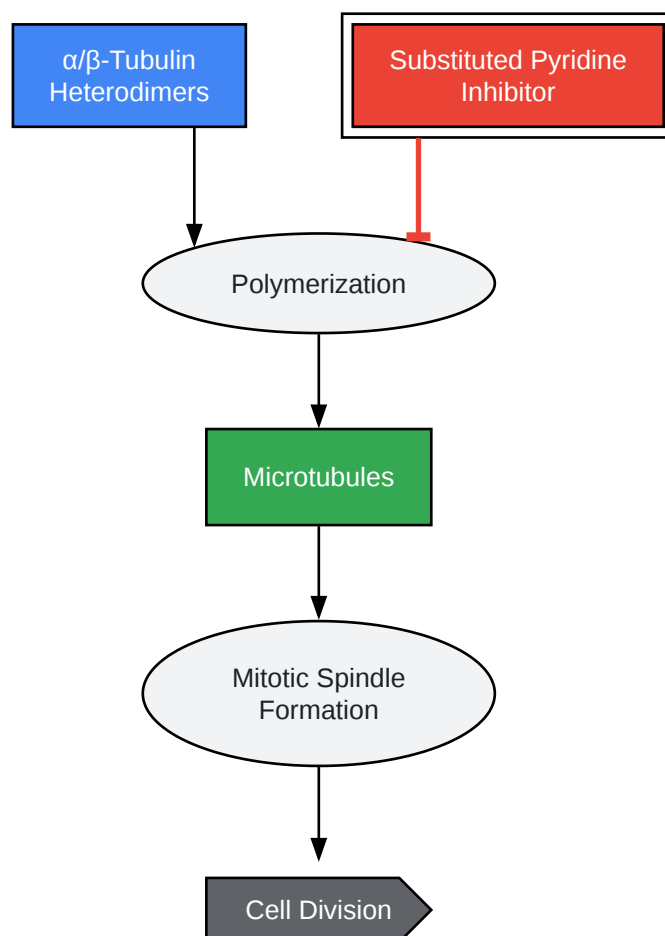 α/β-Tubulin
Heterodimers
Substituted Pyridine
Inhibitor
Polymerization
Microtubules
Mitotic Spindle
Formation
Cell Division